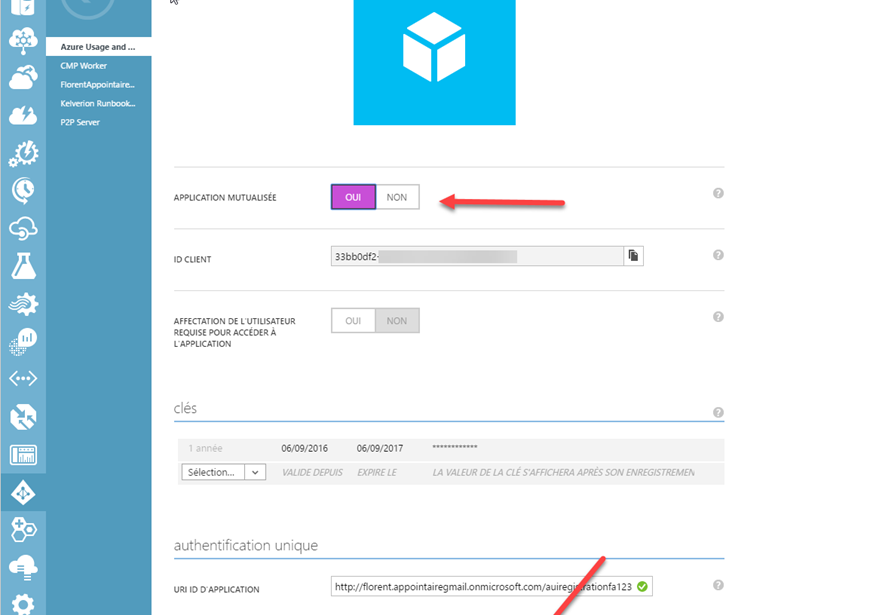 Azure Usage and ...
CMP Worker
FlorentAppointaire...
Kelverion Runbook...
P2P Server
APPLICATION MUTUALISÉE
OUI
NON
ID CLIENT
33bb0df2-
AFFECTATION DE L'UTILISATEUR
REQUISE POUR ACCÉDER À
L'APPLICATION
OUI
NON
clés
1 année
06/09/2016
06/09/2017
************
Sélection...
VALIDE DEPUIS
EXPIRE LE
LA VALEUR DE LA CLÉ S'AFFICHERA APRÈS SON ENREGISTREMEN
authentification unique
URI ID D'APPLICATION
http://florent.appointairegmail.onmicrosoft.com/auiregistrationfa123